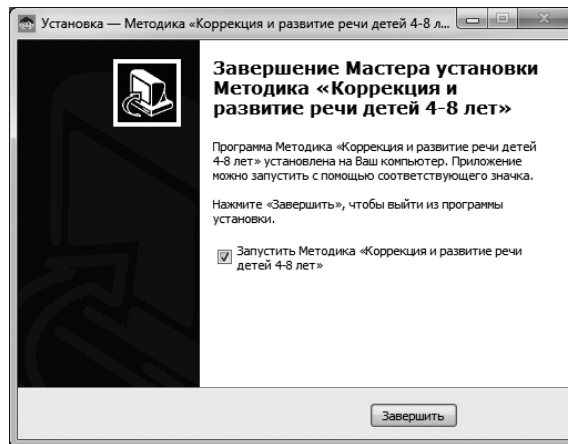 Установка — Методика «Коррекция и развитие речи детей 4-8 л...
Завершение Мастера установки
Методика «Коррекция и
развитие речи детей 4-8 лет»
Программа Методика «Коррекция и развитие речи детей
4-8 лет» установлена на Ваш компьютер. Приложение
можно запустить с помощью соответствующего значка.
Нажмите «Завершить», чтобы выйти из программы
установки.
Запустить Методика «Коррекция и развитие речи
детей 4-8 лет»
Завершить